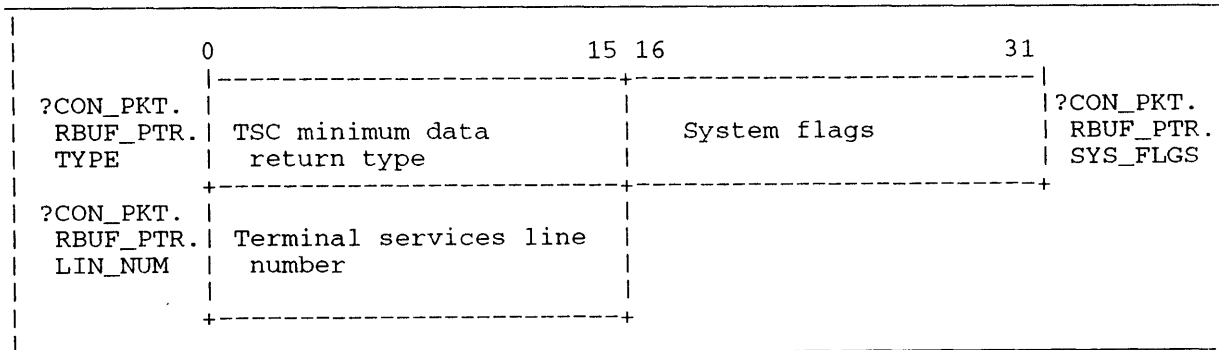 0 15 16 31
?CON_PKT. ?CON_PKT.
RBUF_PTR. TSC minimum data System flags RBUF_PTR.
TYPE return type SYS_FLGS
?CON_PKT.
RBUF_PTR. Terminal services line
LIN_NUM number